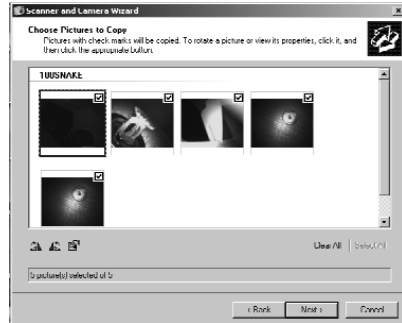 Scanner and Camera Wizard
Choose Pictures to Copy
Pictures with check marks will be copied. To rotate a picture or view its properties, click it, and
then click the appropriate button.
100SNAKE
Clear All
Select All
5 picture(s) selected of 5
< Back
Next >
Cancel